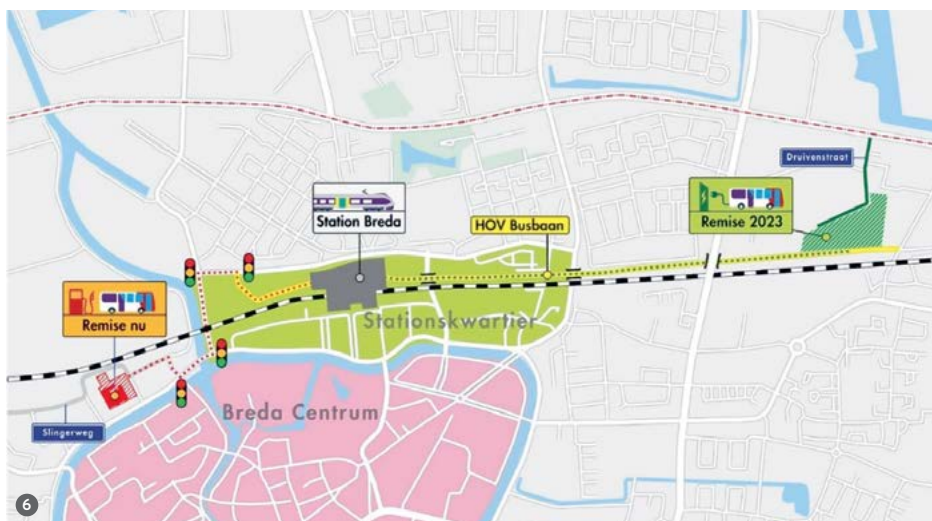 Druivenstraat
Station Breda
HOV Busbaan
Remise 2023
Remise nu
Stationskwartier
Breda Centrum
Slingerweg
6